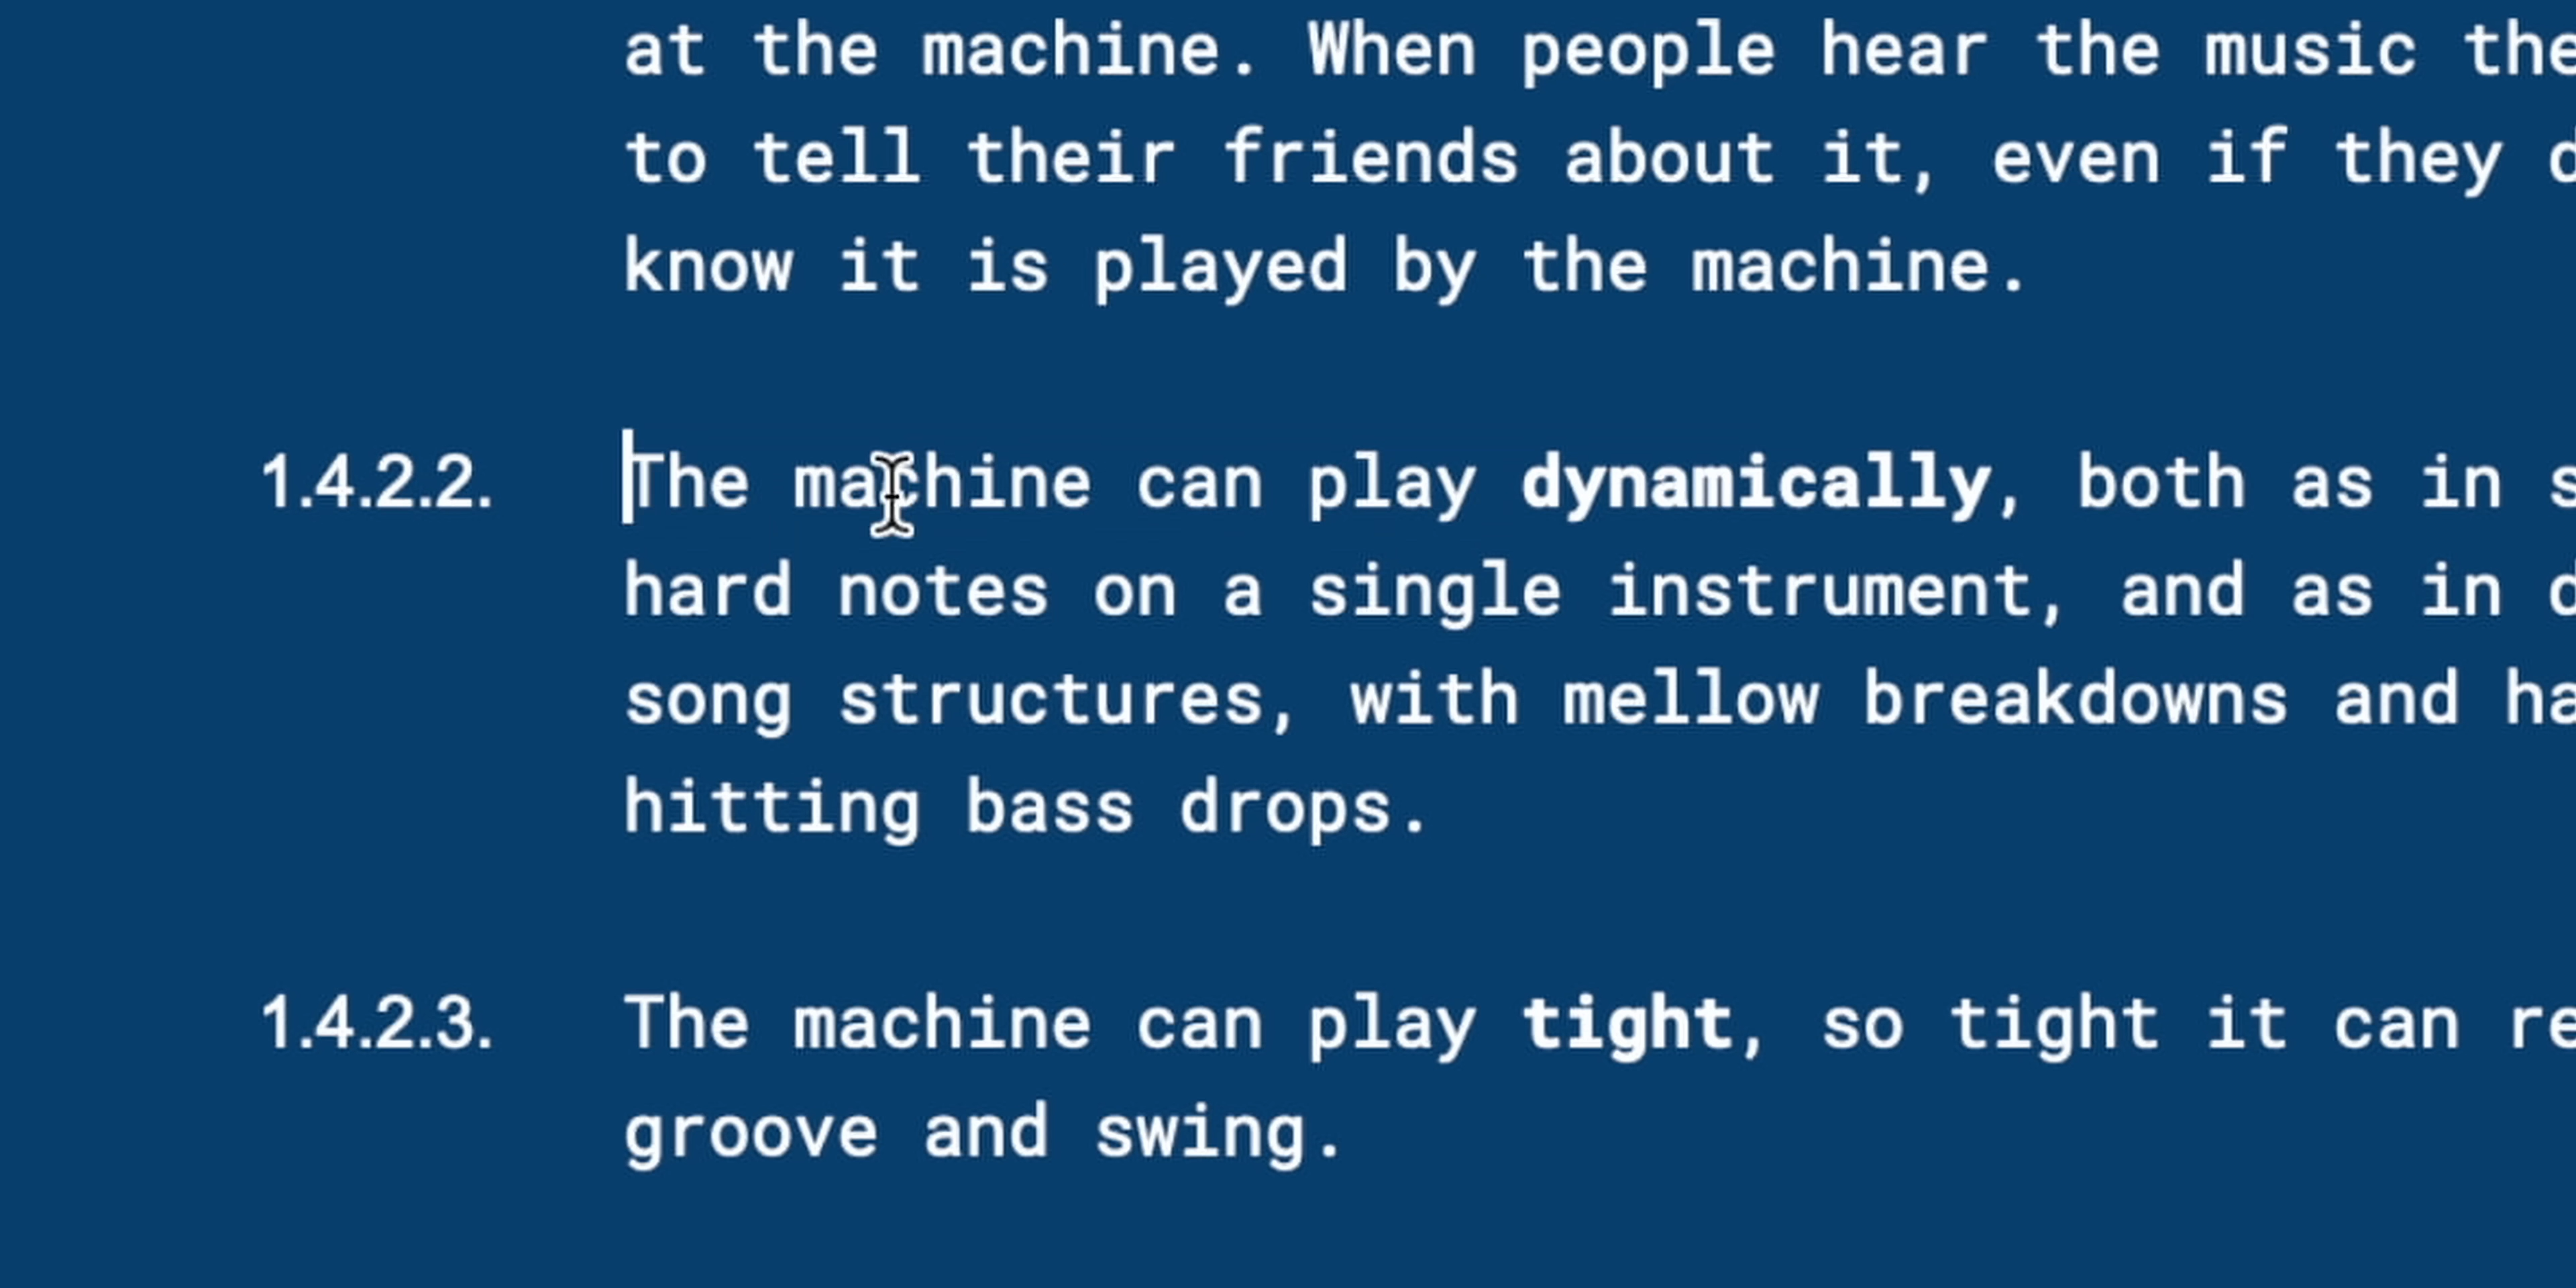 at the machine. When people hear the music
to tell their friends about it, even if they
know it is played by the machine.
1.4.2.2. The machine can play dynamically, both as in
hard notes on a single instrument, and as in
song structures, with mellow breakdowns and
hitting bass drops.
1.4.2.3. The machine can play tight, so tight it can
groove and swing.